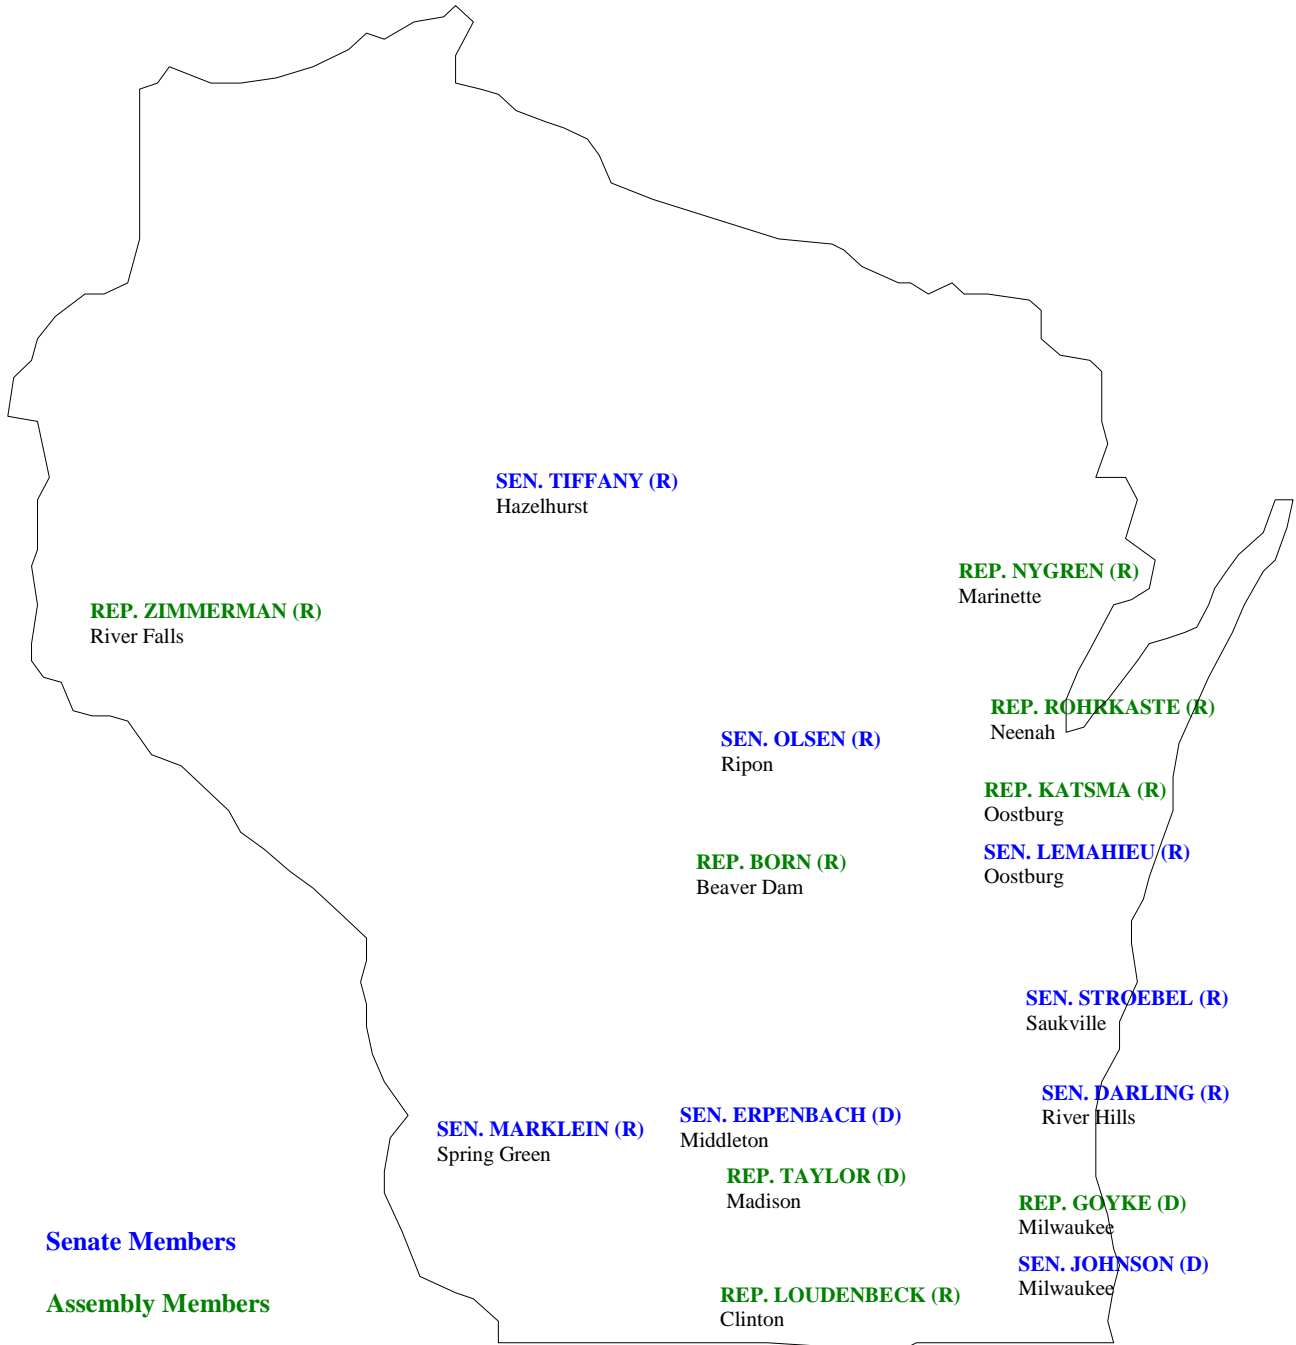 SEN. TIFFANY (R)
Hazelhurst
REP. NYGREN (R)
Marinette
REP. ZIMMERMAN (R)
River Falls
REP. ROHRKASTE (R)
Neenah
SEN. OLSEN (R)
Ripon
REP. KATSMA (R)
Oostburg
SEN. LEMAHIEU (R)
Oostburg
REP. BORN (R)
Beaver Dam
SEN. STROEBEL (R)
Saukville
SEN. DARLING (R)
River Hills
SEN. ERPENBACH (D)
Middleton
SEN. MARKLEIN (R)
Spring Green
REP. TAYLOR (D)
Madison
REP. GOYKE (D)
Milwaukee
SEN. JOHNSON (D)
Milwaukee
REP. LOUDENBECK (R)
Clinton
Senate Members
Assembly Members